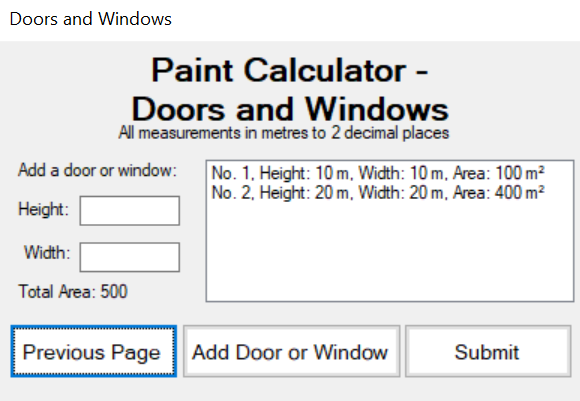 Doors and Windows
Paint Calculator -
Doors and Windows
All measurements in metres to 2 decimal places
Add a door or window:
Height:
Width:
Total Area: 500
No. 1, Height: 10 m, Width: 10 m, Area: 100 m²
No. 2, Height: 20 m, Width: 20 m, Area: 400 m²
Previous Page
Add Door or Window
Submit